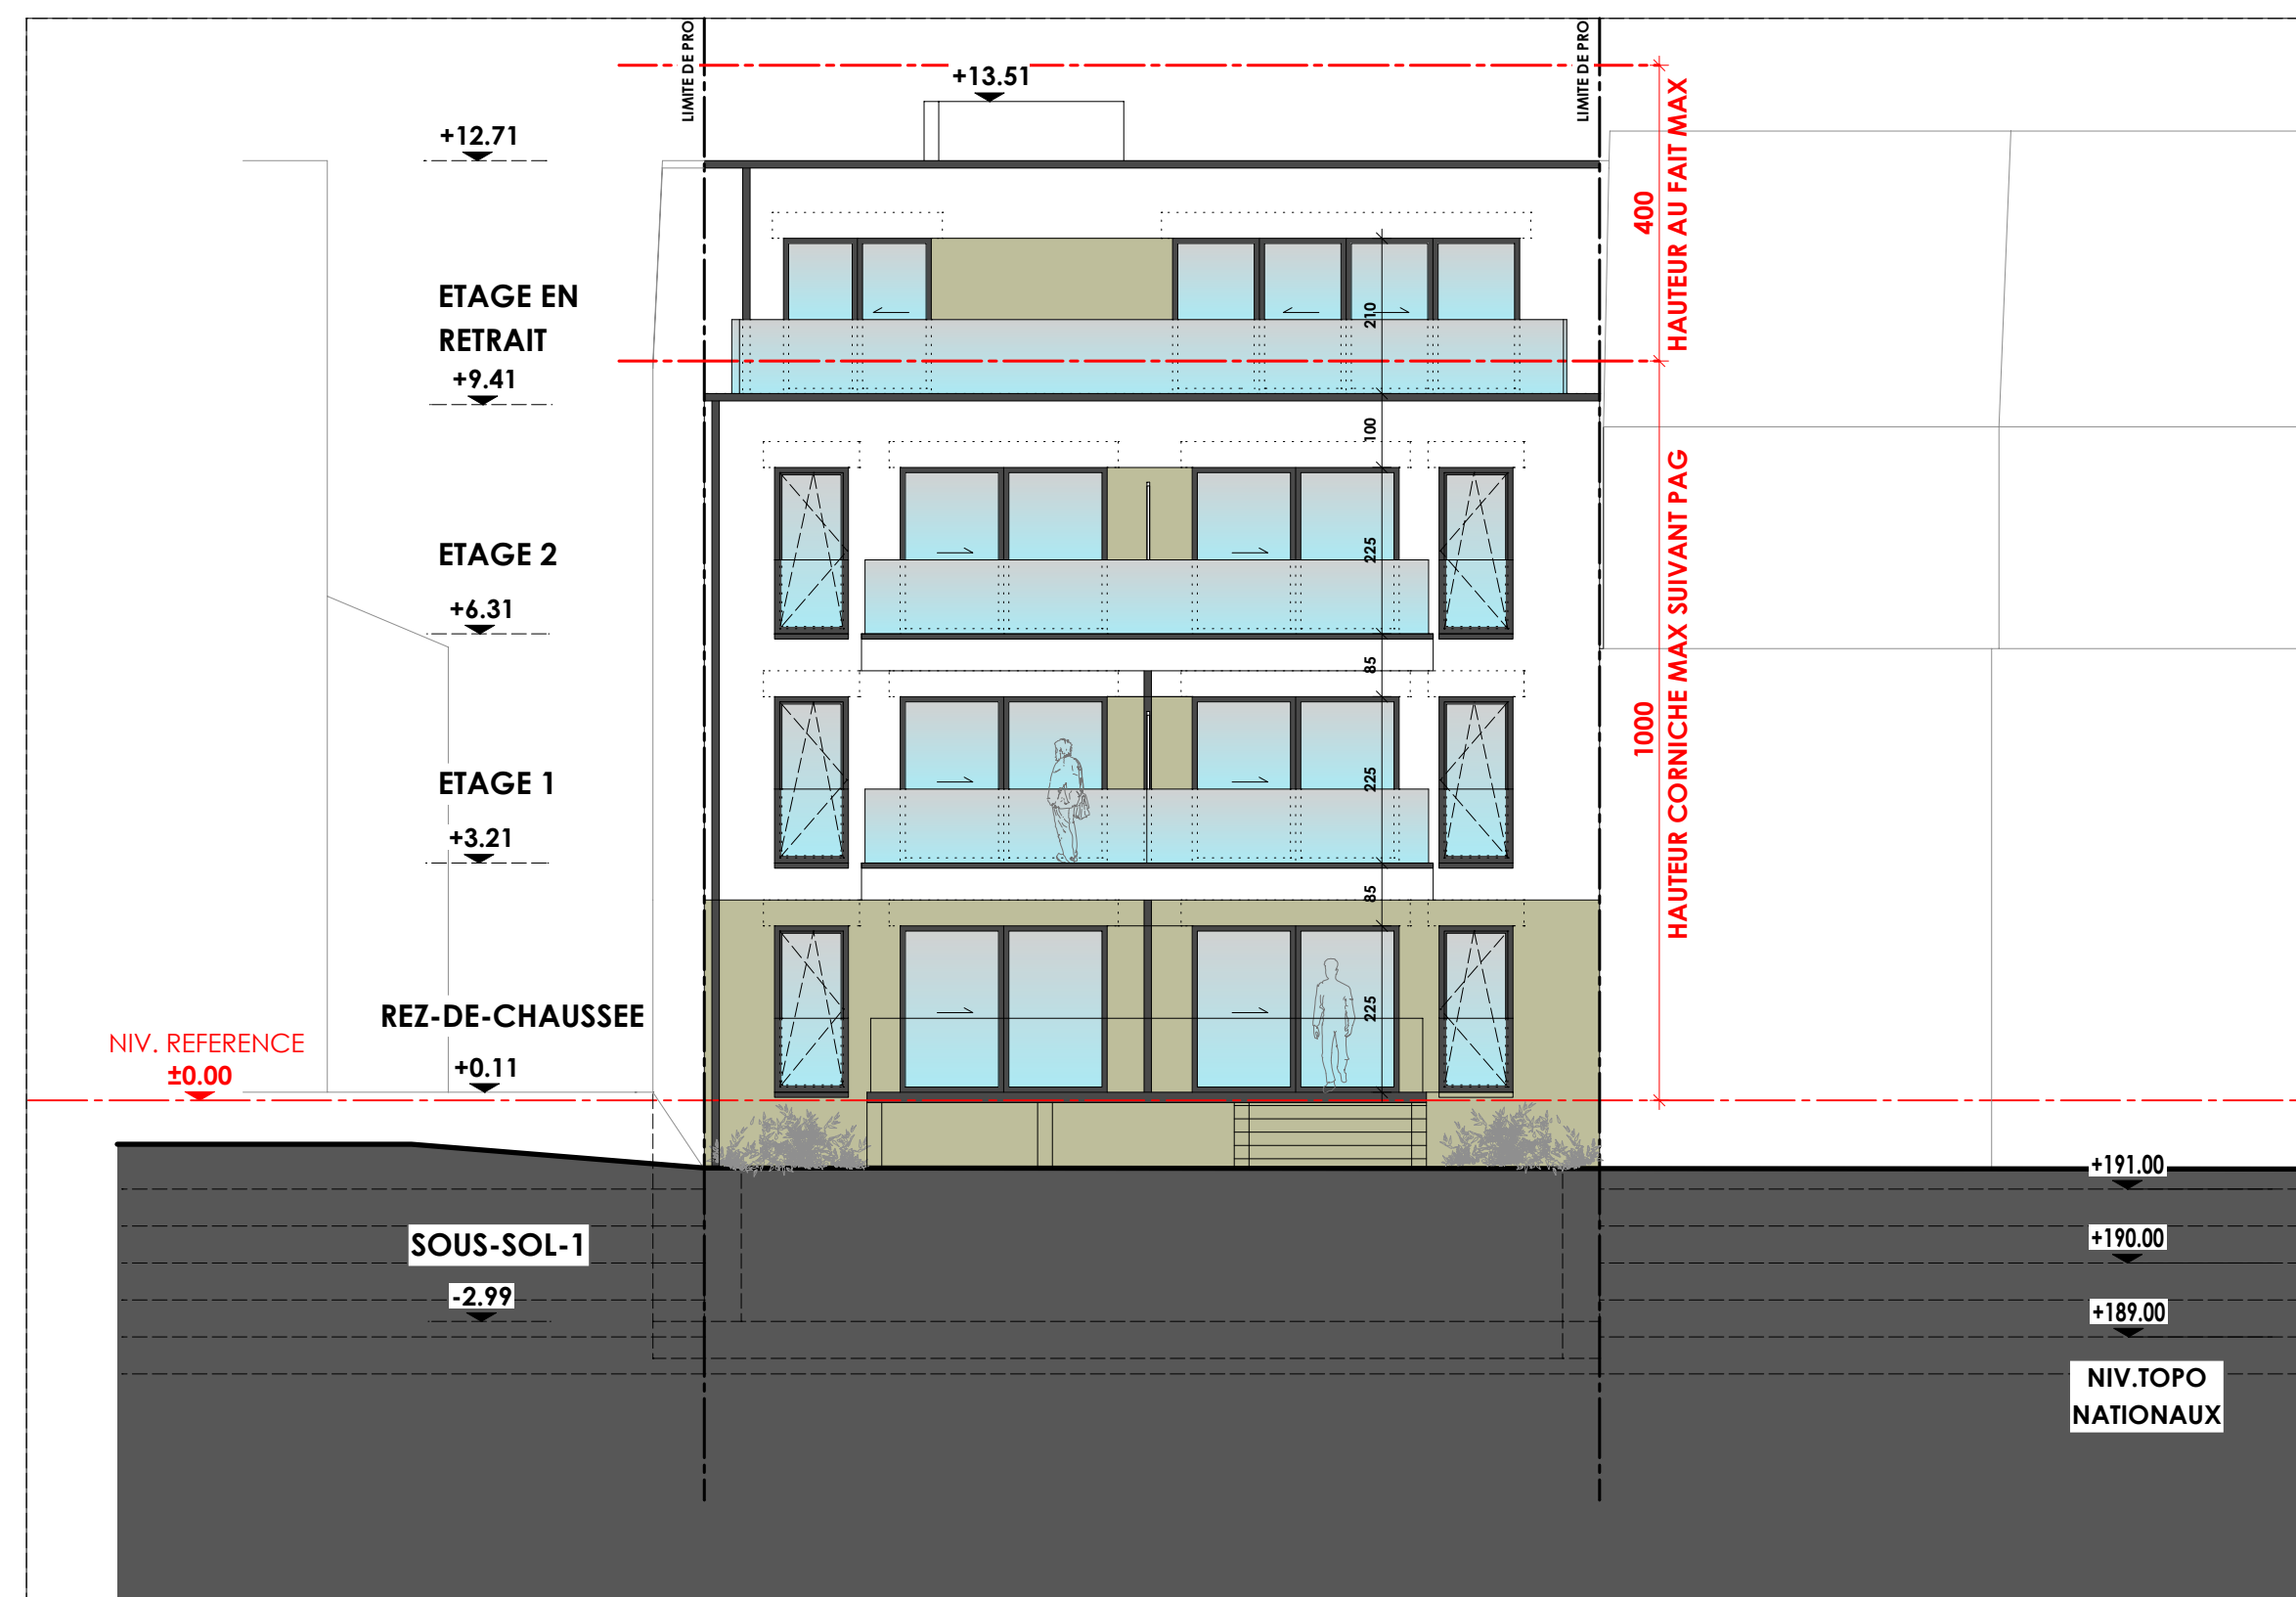 LIMITE DE PRO
LIMITE DE PRO
+13.51
+12.71
400
HAUTEUR AU FAIT MAX
ETAGE EN
RETRAIT
+9.41
210
100
ETAGE 2
+6.31
225
85
1000
HAUTEUR CORNICHE MAX SUIVANT PAG
ETAGE 1
+3.21
225
85
REZ-DE-CHAUSSEE
+0.11
225
NIV. REFERENCE
±0.00
SOUS-SOL-1
-2.99
+191.00
+190.00
+189.00
NIV.TOPO
NATIONAUX